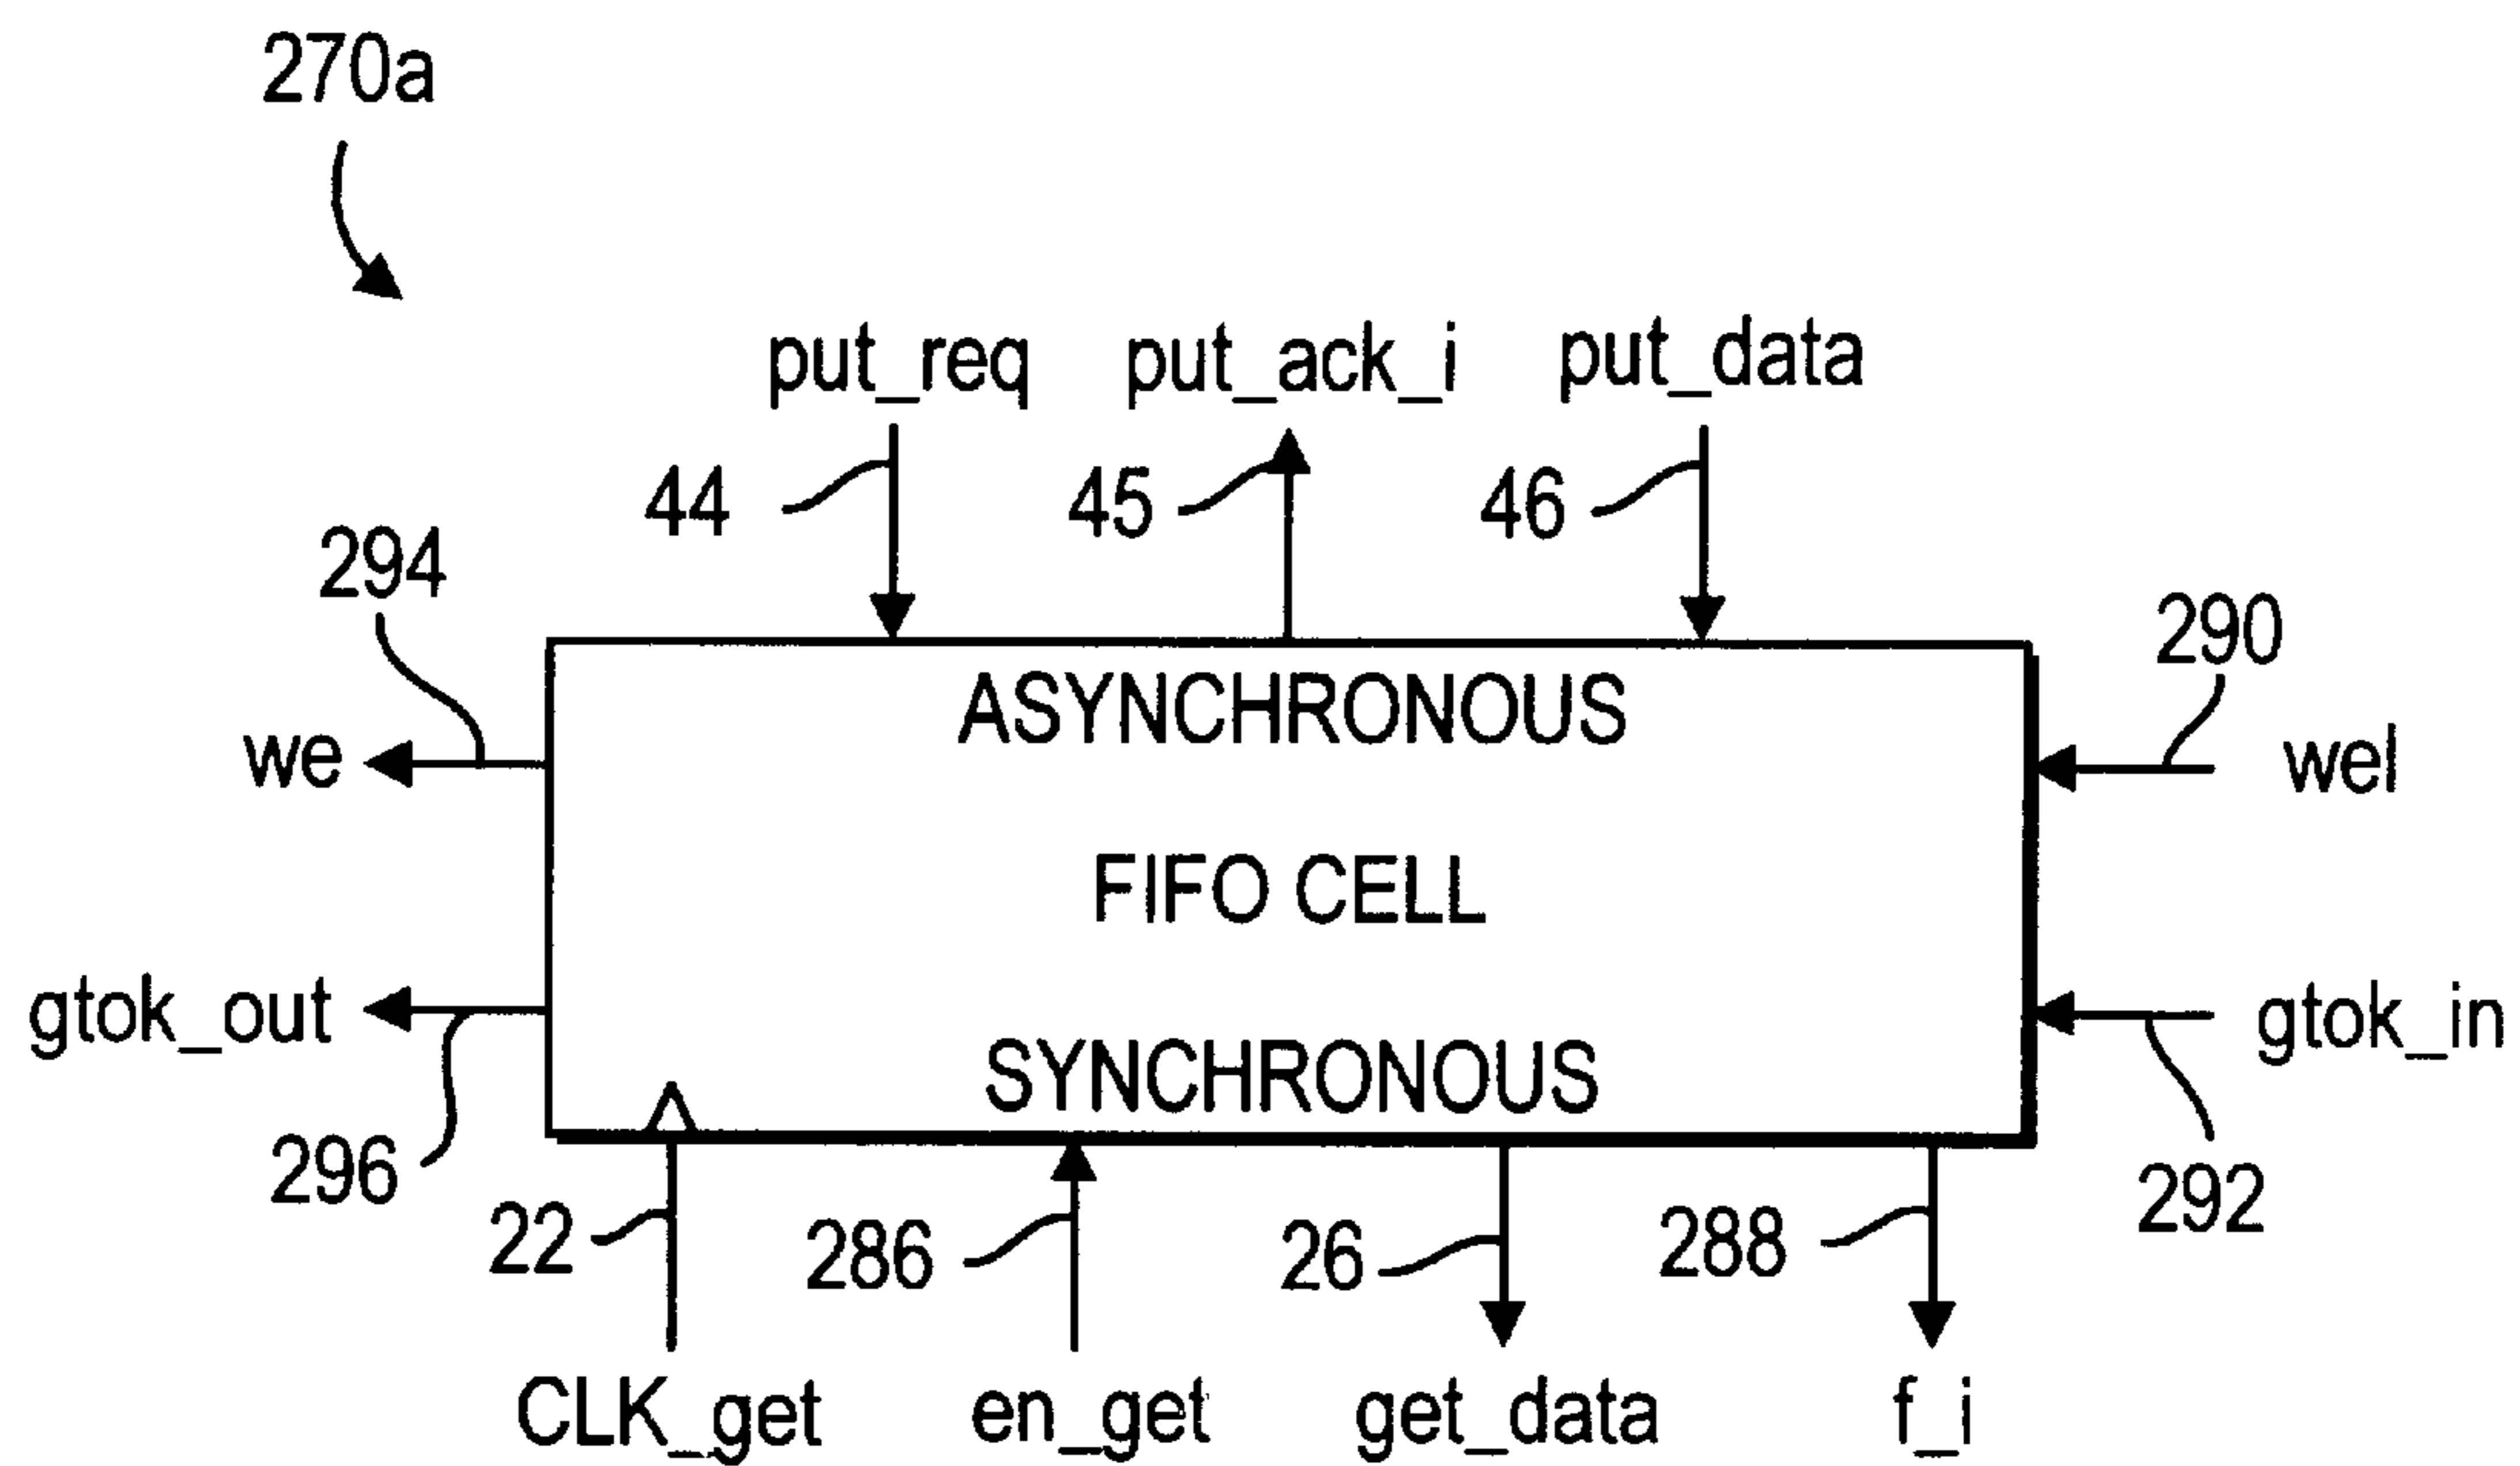 270a
put_req put_ack_i put_data
44 45 46
294
290
ASYNCHRONOUS
we
wel
FIFO CELL
gtok_out
gtok_in
SYNCHRONOUS
296
292
22 286 26 288
CLK_get en_get get_data f_i